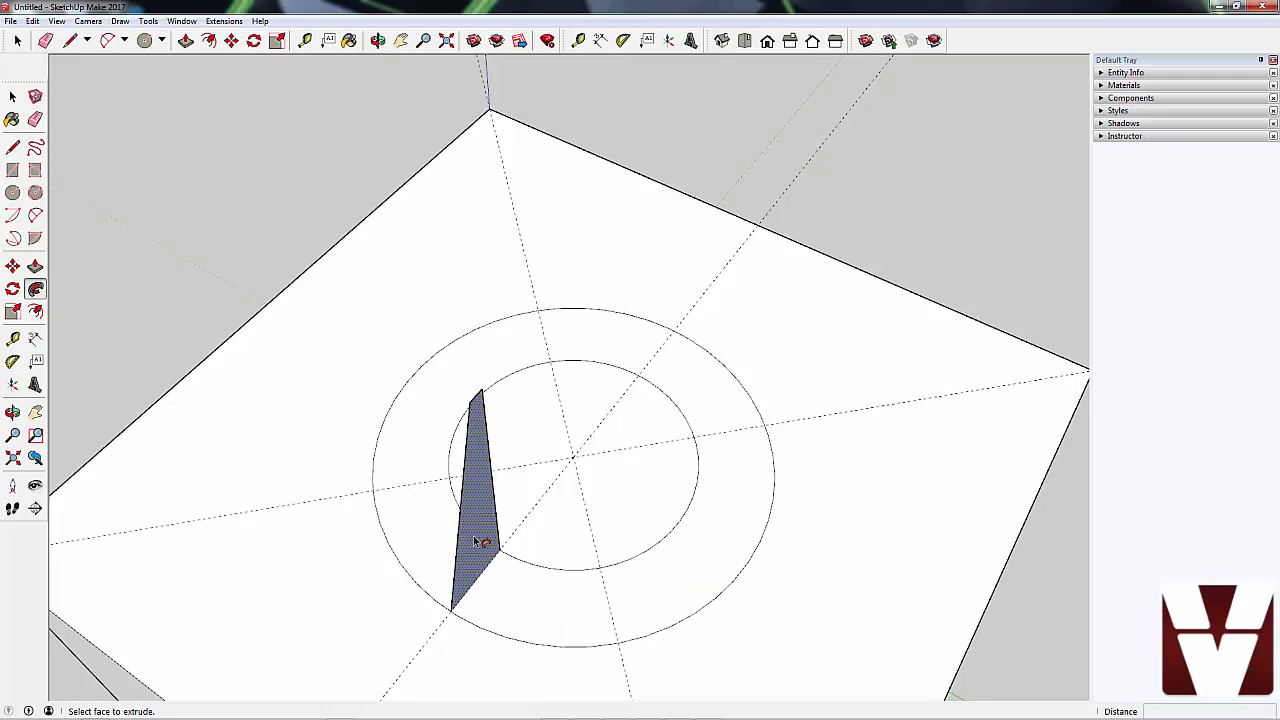 Untitled - SketchUp Make 2017
File Edit View Camera Draw Tools Window Extensions Help
Default Tray
Entity Info
Materials
Components
Styles
Shadows
Instructor
Select face to extrude.
Distance